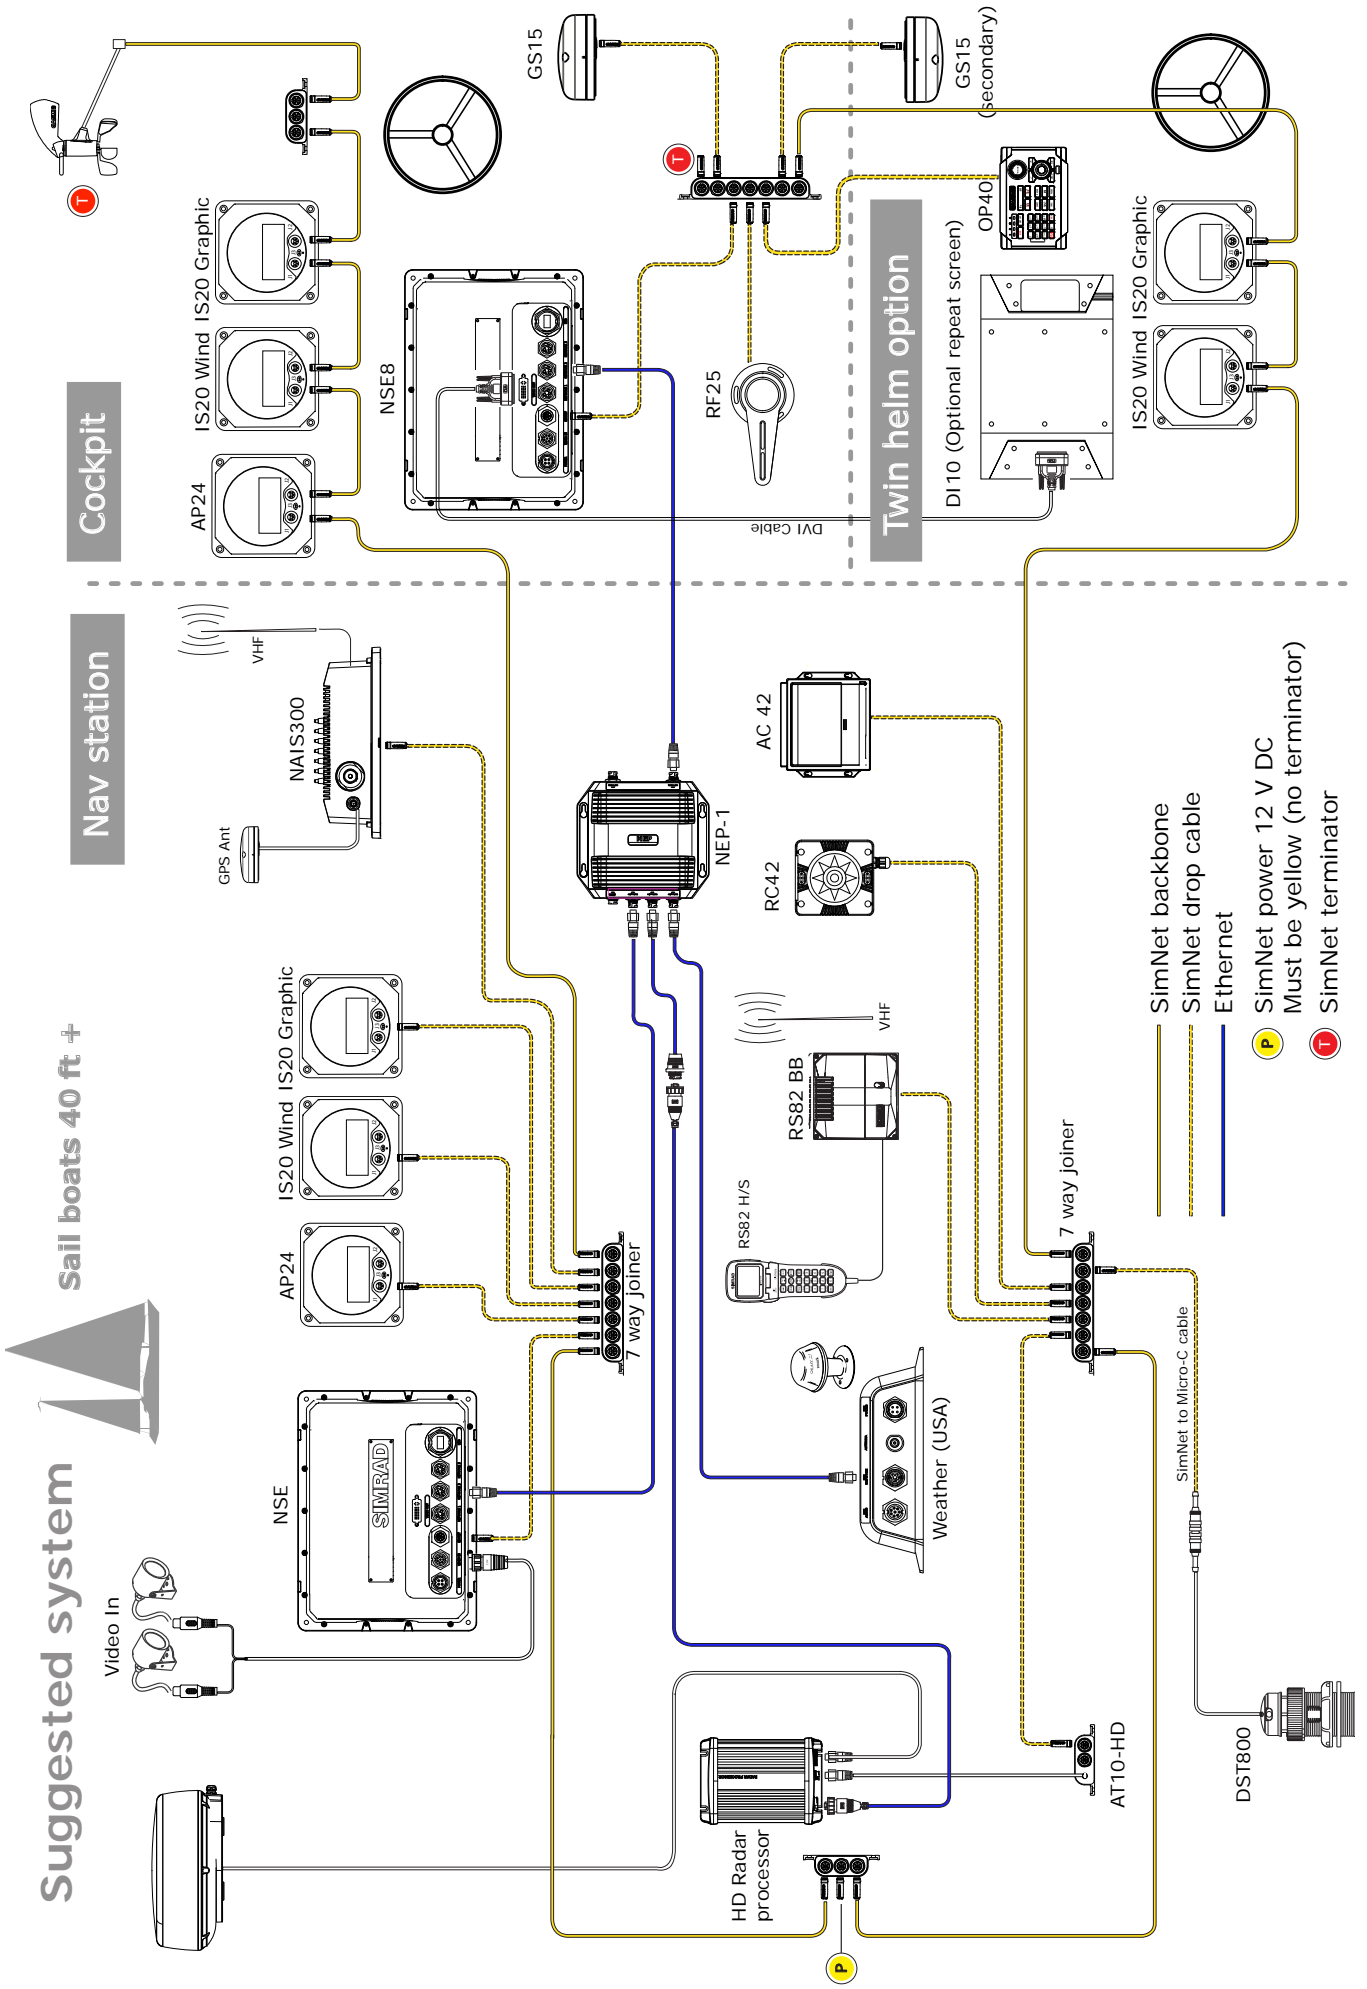 Suggested system
Sail boats 40 ft +
Nav station
Cockpit
Video In
NSE
SIMRAD
AP24
IS20 Wind
IS20 Graphic
7 way joiner
GPS Ant
NAIS300
VHF
AP24
IS20 Wind
IS20 Graphic
T
NSE8
DVI Cable
RF25
GS15
T
NEP-1
NEP
Twin helm option
DI10 (Optional repeat screen)
OP40
GS15
(secondary)
IS20 Wind
IS20 Graphic
HD Radar
processor
P
AT10-HD
Weather (USA)
RS82 H/S
RS82 BB
VHF
RC42
AC 42
7 way joiner
DST800
SimNet to Micro-C cable
SimNet backbone
SimNet drop cable
Ethernet
P
SimNet power 12 V DC
Must be yellow (no terminator)
T
SimNet terminator